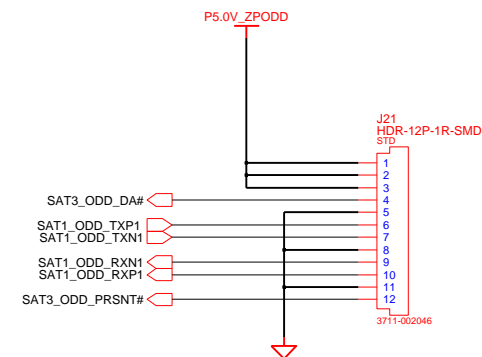 P5.0V_ZPODD
J21
HDR-12P-1R-SMD
STD
1
2
3
SAT3_ODD_DA# 4
5
SAT1_ODD_TXP1 6
SAT1_ODD_TXN1 7
8
SAT1_ODD_RXN1 9
SAT1_ODD_RXP1 10
11
SAT3_ODD_PRSNT# 12
3711-002046